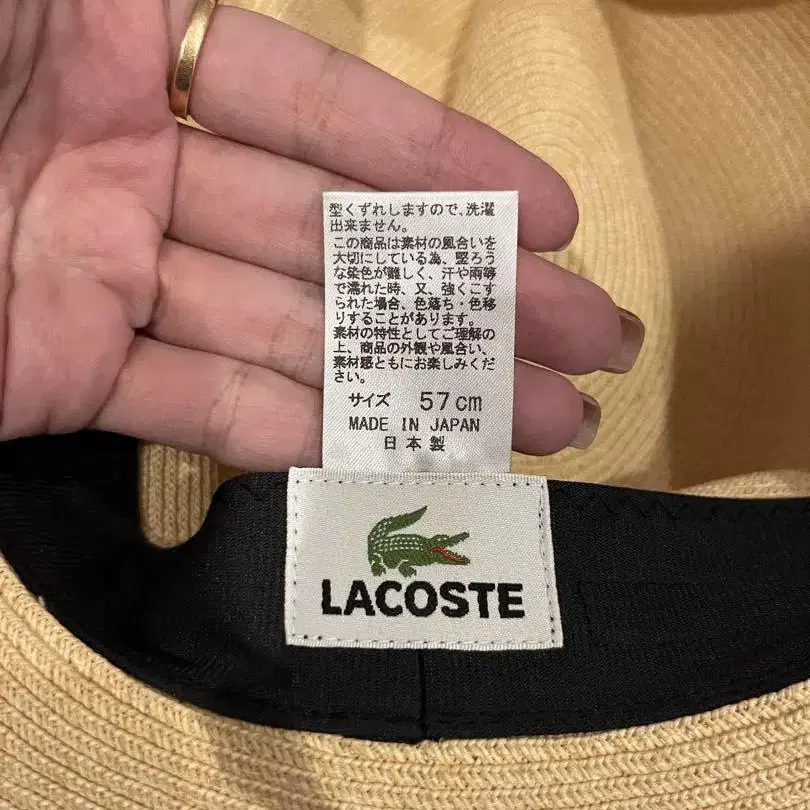 型くずれしますので、洗濯
出来ません。
この商品は素材の風合いを
大切にしている為、堅ろう
な染色が難しく、汗や雨等
で濡れた時、又、強くこす
られた場合、色落ち・色移
りすることがあります。
素材の特性としてご理解の
上、商品の外観や風合い、
素材感ともにお楽しみくだ
さい。
サイズ 57cm
MADE IN JAPAN
日本製
LACOSTE